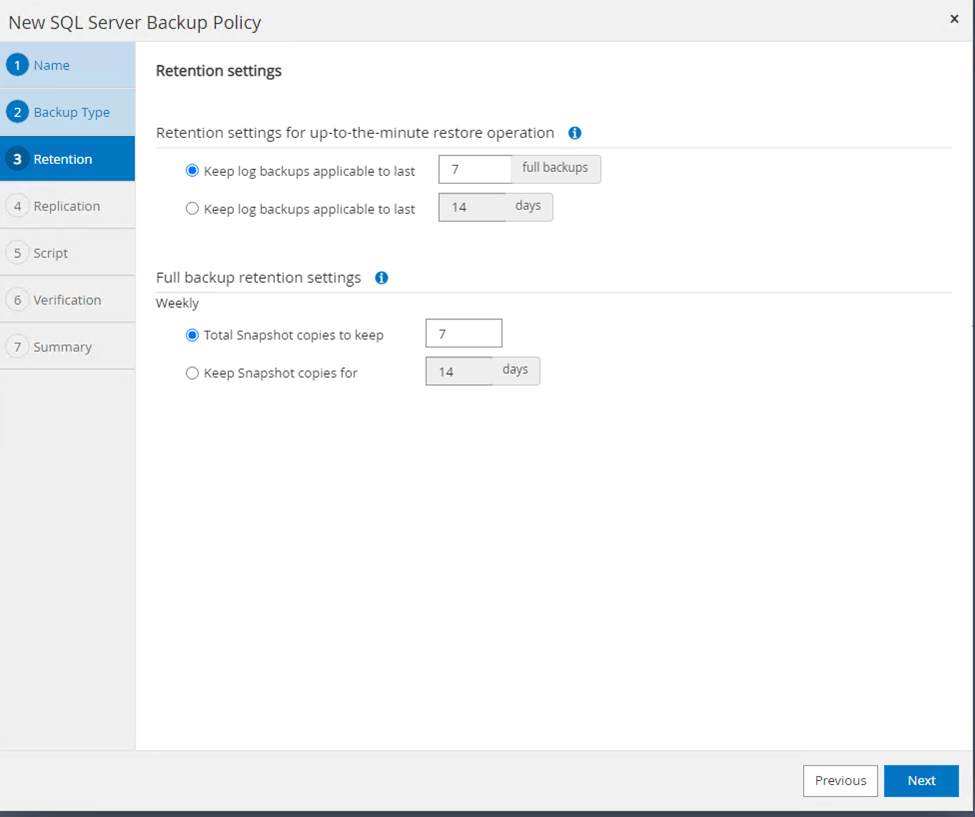 New SQL Server Backup Policy
×
1 Name
2 Backup Type
3 Retention
4 Replication
5 Script
6 Verification
7 Summary
Retention settings
Retention settings for up-to-the-minute restore operation i
Keep log backups applicable to last 7 full backups
Keep log backups applicable to last 14 days
Full backup retention settings i
Weekly
Total Snapshot copies to keep 7
Keep Snapshot copies for 14 days
Previous Next